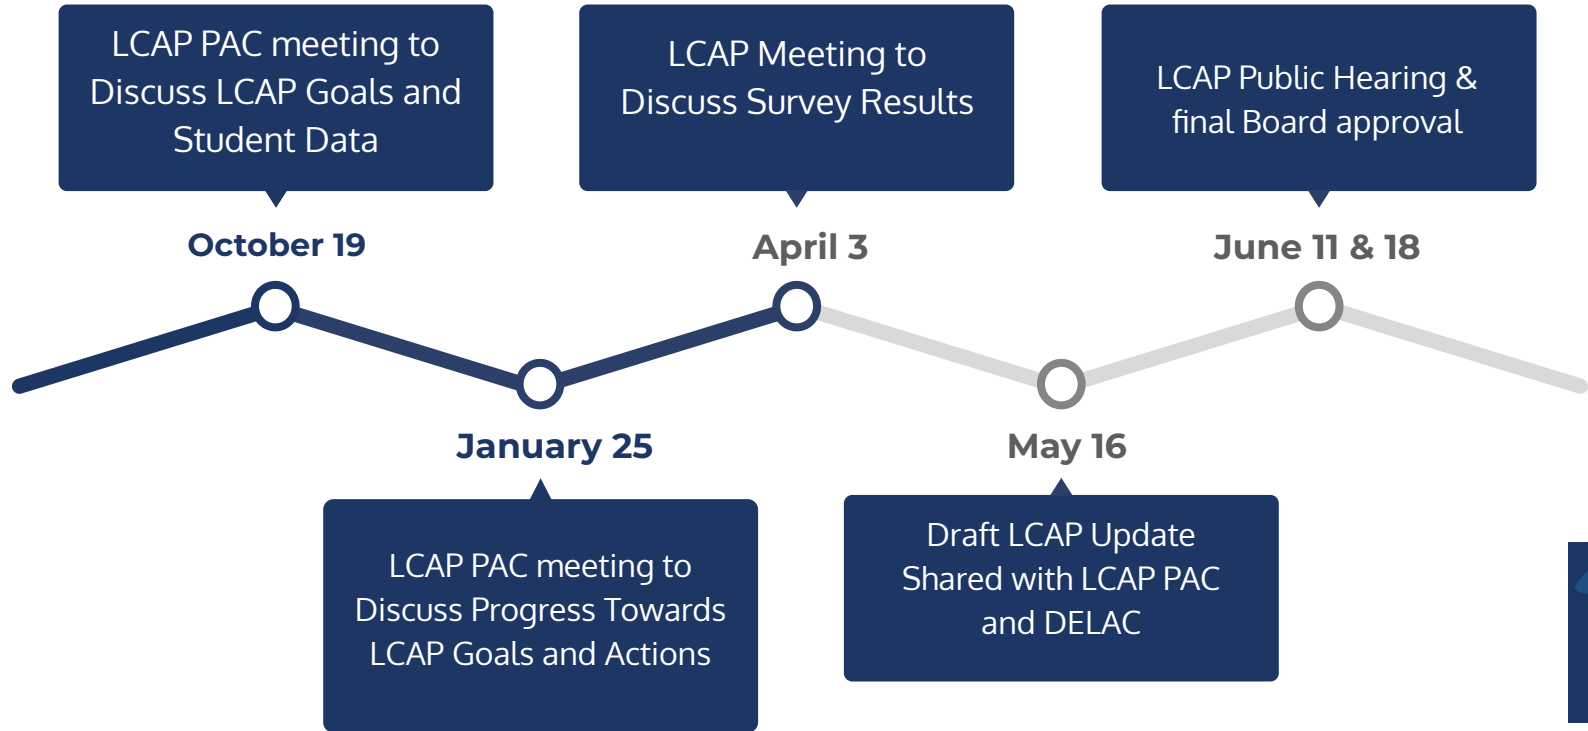 LCAP PAC meeting to
Discuss LCAP Goals and
Student Data
October 19
LCAP PAC meeting to
Discuss Progress Towards
LCAP Goals and Actions
January 25
LCAP Meeting to
Discuss Survey Results
April 3
Draft LCAP Update
Shared with LCAP PAC
and DELAC
May 16
LCAP Public Hearing &
final Board approval
June 11 & 18